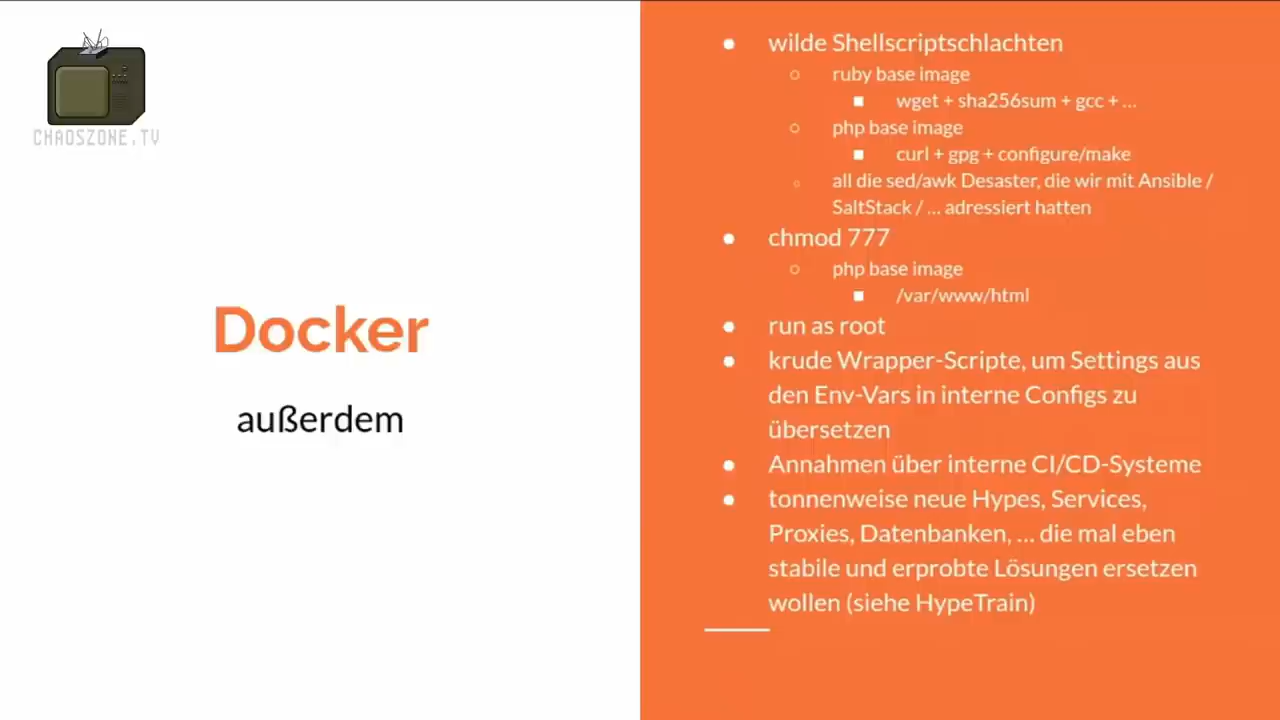 CHAOSZONE.TV
Docker
außerdem
wilde Shellscriptschlachten
ruby base image
wget + sha256sum + gcc + ...
php base image
curl + gpg + configure/make
all die sed/awk Desaster, die wir mit Ansible /
SaltStack / ... adressiert hatten
chmod 777
php base image
/var/www/html
run as root
krude Wrapper-Scripte, um Settings aus
den Env-Vars in interne Configs zu
übersetzen
Annahmen über interne CI/CD-Systeme
tonnenweise neue Hypes, Services,
Proxies, Datenbanken, ... die mal eben
stabile und erprobte Lösungen ersetzen
wollen (siehe HypeTrain)